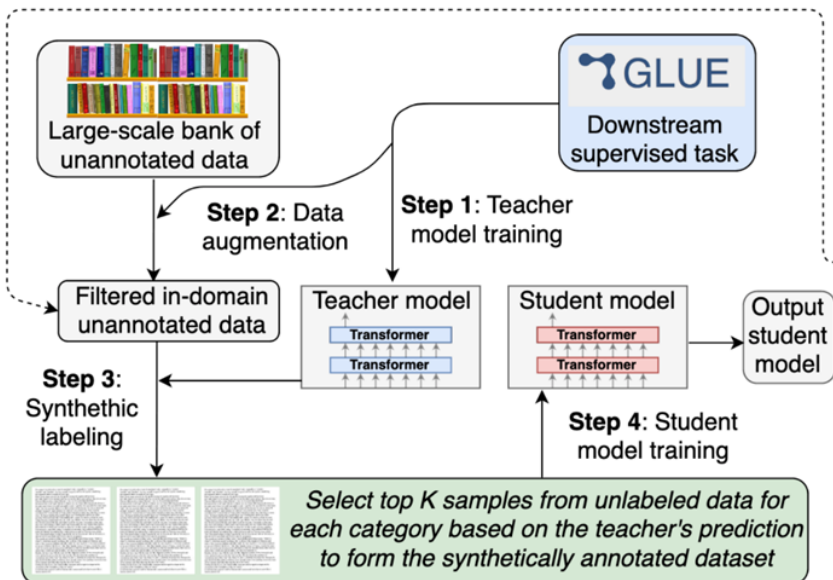 Large-scale bank of
unannotated data
GLUE
Downstream
supervised task
Step 2: Data
augmentation
Step 1: Teacher
model training
Filtered in-domain
unannotated data
Teacher model
Transformer
Transformer
Student model
Transformer
Transformer
Output
student
model
Step 3:
Synthethic
labeling
Step 4: Student
model training
Select top K samples from unlabeled data for
each category based on the teacher's prediction
to form the synthetically annotated dataset